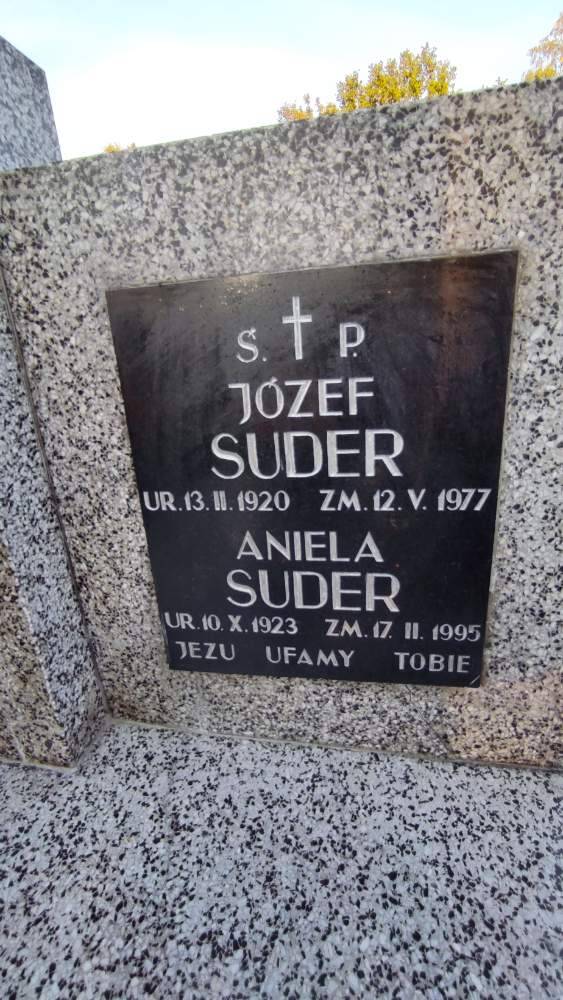 Ś. P.
JÓZEF
SUDER
UR. 13. II. 1920 ZM. 12. V. 1977
ANIELA
SUDER
UR. 10. X. 1923 ZM. 17. II. 1995
JEZU UFAMY TOBIE